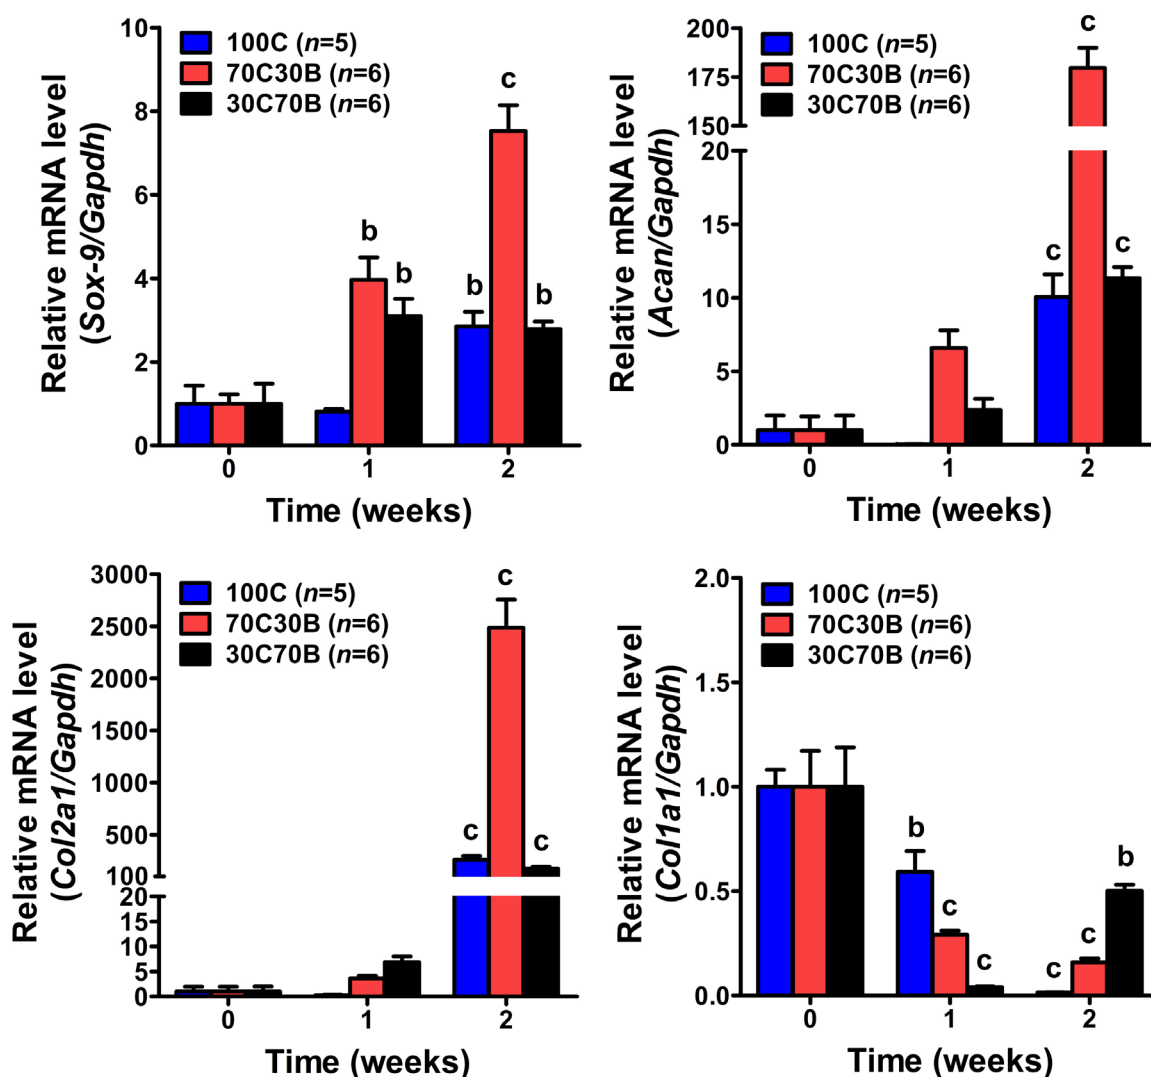 Relative mRNA level
(Sox-9/Gapdh)
10
8
6
4
2
0
100C (n=5)
70C30B (n=6)
30C70B (n=6)
b
b
b
c
b
0
1
2
Time (weeks)
Relative mRNA level
(Acan/Gapdh)
200
175
150
20
15
10
5
0
100C (n=5)
70C30B (n=6)
30C70B (n=6)
c
c
c
0
1
2
Time (weeks)
Relative mRNA level
(Col2a1/Gapdh)
3000
2500
2000
1500
1000
500
100
20
15
10
5
0
100C (n=5)
70C30B (n=6)
30C70B (n=6)
c
c
c
0
1
2
Time (weeks)
Relative mRNA level
(Col1a1/Gapdh)
2.0
1.5
1.0
0.5
0.0
100C (n=5)
70C30B (n=6)
30C70B (n=6)
b
c
c
c
c
b
0
1
2
Time (weeks)